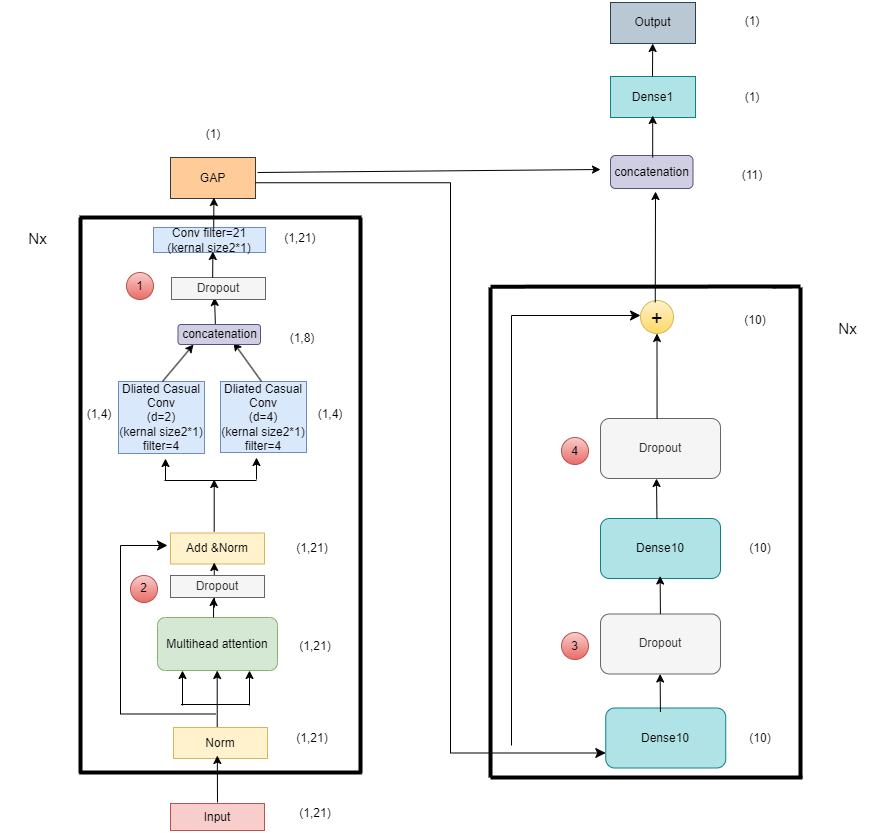 Output
(1)
Dense1
(1)
(1)
GAP
concatenation
(11)
Nx
Conv filter=21
(kernal size2*1)
(1,21)
1
Dropout
concatenation
(1,8)
(1,4)
Dliated Casual
Conv
(d=2)
(kernal size2*1)
filter=4
Dliated Casual
Conv
(d=4)
(kernal size2*1)
filter=4
(1,4)
Add &Norm
(1,21)
2
Dropout
Multihead attention
(1,21)
Norm
(1,21)
Input
(1,21)
+
(10)
Nx
4
Dropout
Dense10
(10)
3
Dropout
Dense10
(10)